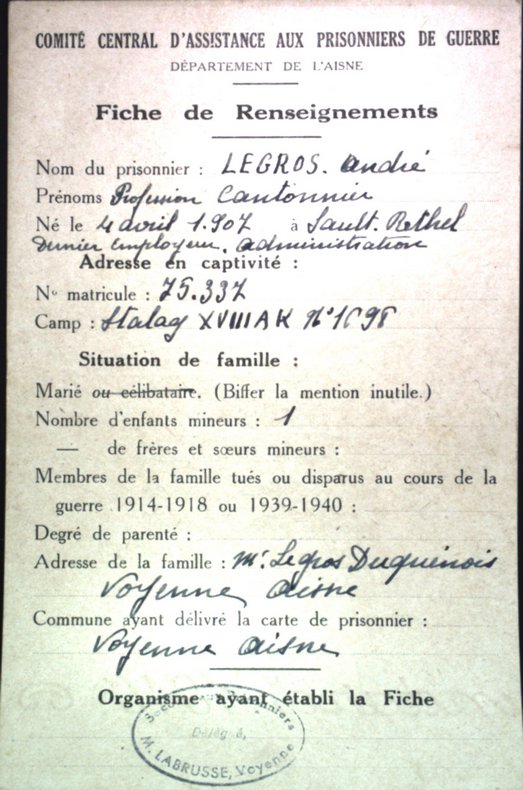 COMITÉ CENTRAL D'ASSISTANCE AUX PRISONNIERS DE GUERRE
DÉPARTEMENT DE L'AISNE
Fiche de Renseignements
Nom du prisonnier : LEGROS. André
Prénoms Profession Cantonnier
Né le 4 avril 1.907 à Sault. Rethel
Dernier employeur. administration
Adresse en captivité :
N° matricule : 75.337
Camp : Stalag XVIII A K N°
Situation de famille :
Marié ou célibataire. (Biffer la mention inutile.)
Nombre d'enfants mineurs : 1
— de frères et sœurs mineurs :
Membres de la famille tués ou disparus au cours de la
guerre 1914-1918 ou 1939-1940 :
Degré de parenté :
Adresse de la famille : Mr Legros Duquénois
Voyenne Aisne
Commune ayant délivré la carte de prisonnier :
Voyenne Aisne
Organisme ayant établi la Fiche
Délégué,
M. LABRUSSE, Voyenne